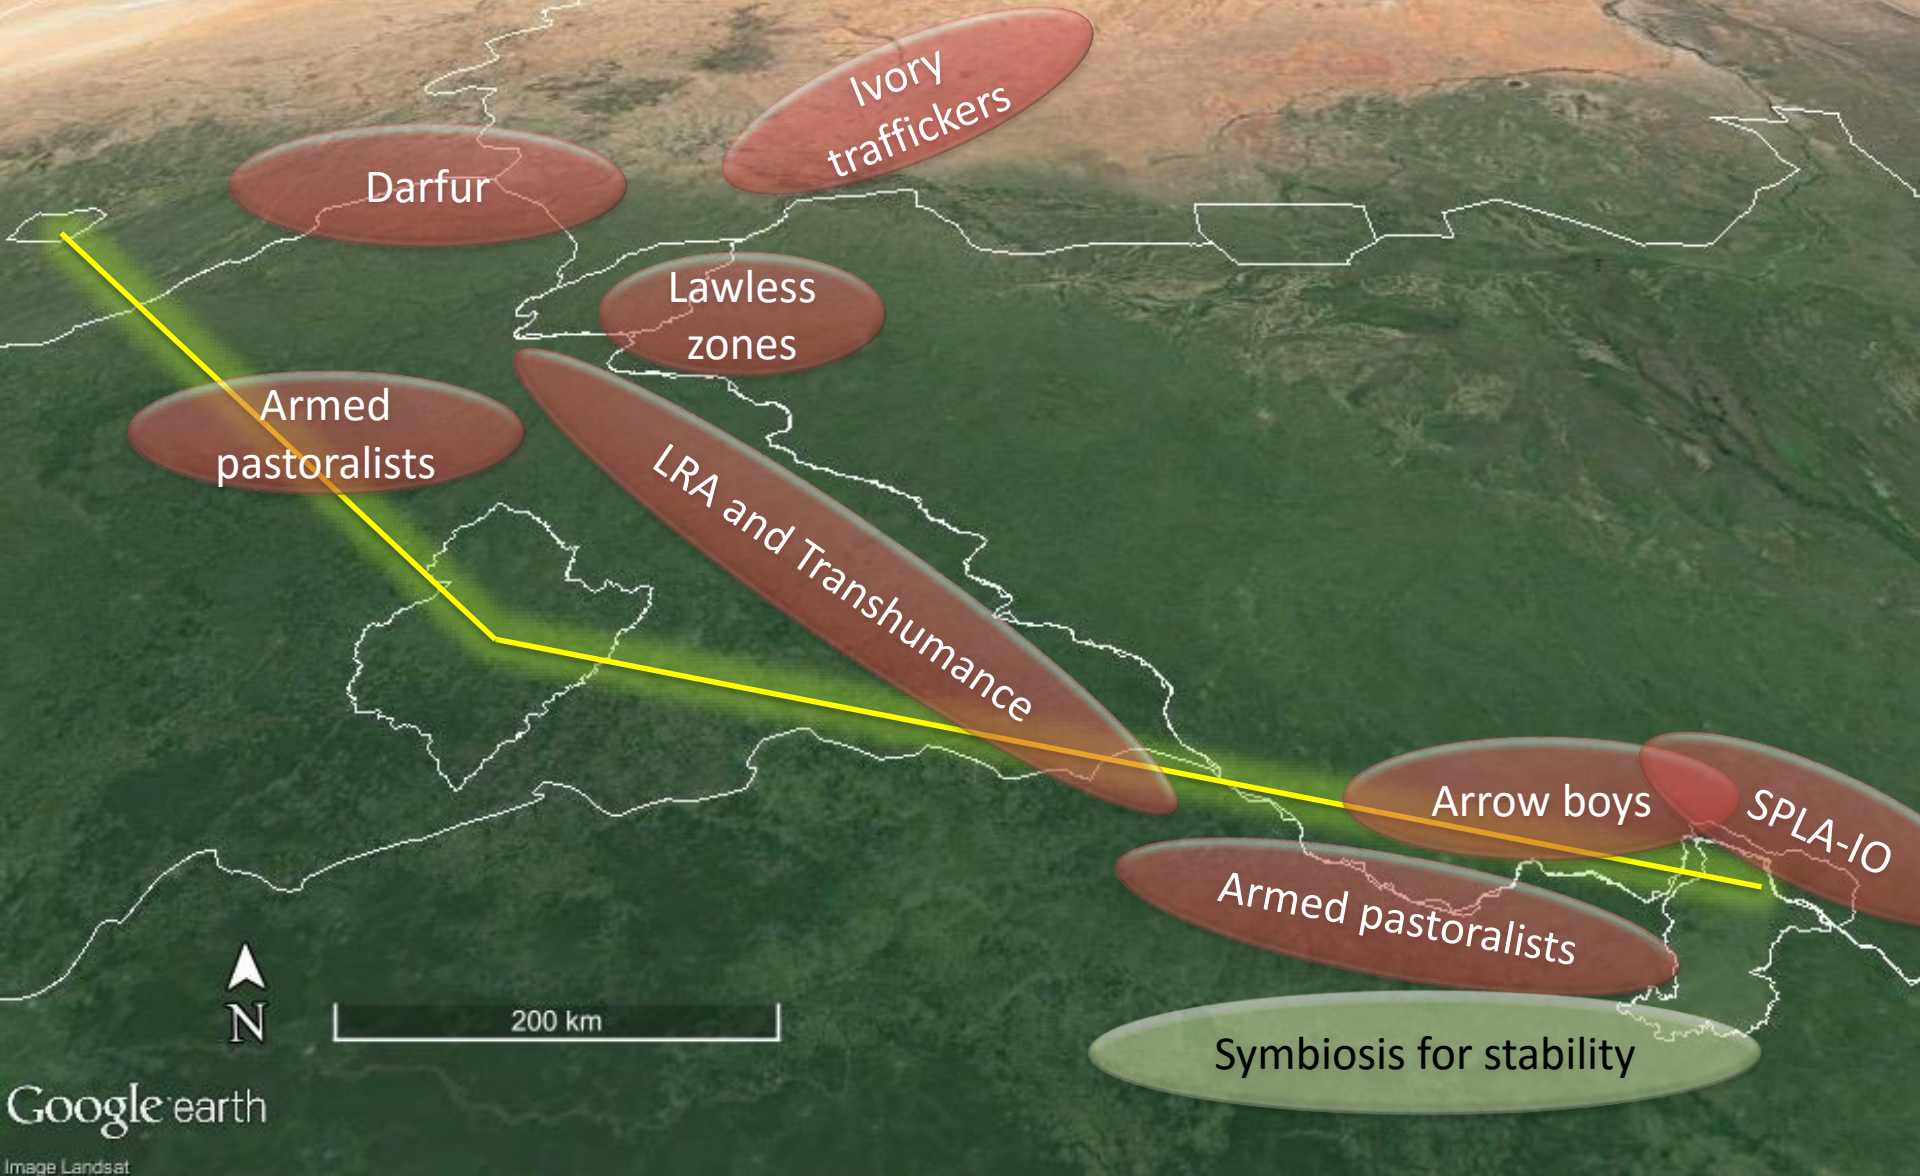 Ivory
traffickers
Darfur
Lawless
zones
Armed
pastoralists
LRA and Transhumance
Arrow boys
SPLA-IO
Armed pastoralists
Symbiosis for stability
N
200 km
Google earth
Image Landsat